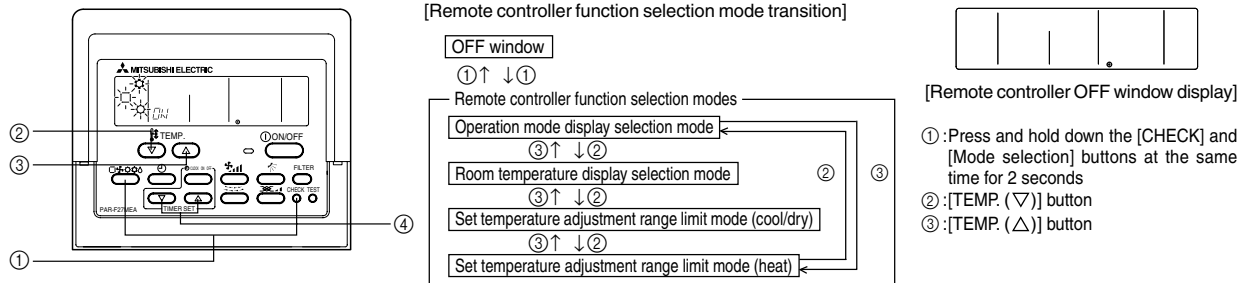 MITSUBISHI ELECTRIC
ON
② TEMP. ON/OFF
③
FILTER
CHECK TEST
PAR-F27MEA TIMER SET
④
①
[Remote controller function selection mode transition]
OFF window
①↑ ↓①
Remote controller function selection modes
Operation mode display selection mode
③↑ ↓②
Room temperature display selection mode
③↑ ↓②
Set temperature adjustment range limit mode (cool/dry)
③↑ ↓②
Set temperature adjustment range limit mode (heat)
② ③
[Remote controller OFF window display]
①:Press and hold down the [CHECK] and
[Mode selection] buttons at the same
time for 2 seconds
②:[TEMP. (▽)] button
③:[TEMP. (△)] button